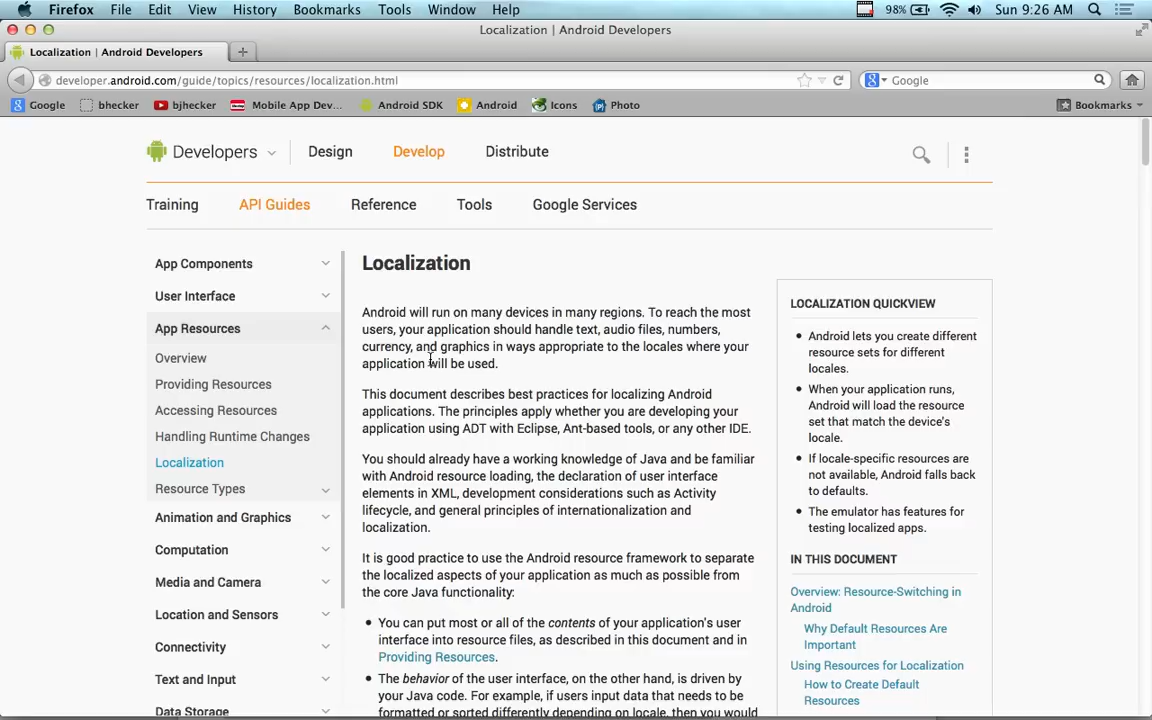 Firefox File Edit View History Bookmarks Tools Window Help 98% Sun 9:26 AM
Localization | Android Developers
Localization | Android Developers
developer.android.com/guide/topics/resources/localization.html Google
Google bhecker bjhecker Mobile App Dev... Android SDK Android Icons Photo Bookmarks
Developers Design Develop Distribute
Training API Guides Reference Tools Google Services
App Components
User Interface
App Resources
Overview
Providing Resources
Accessing Resources
Handling Runtime Changes
Localization
Resource Types
Animation and Graphics
Computation
Media and Camera
Location and Sensors
Connectivity
Text and Input
Data Storage
Localization
Android will run on many devices in many regions. To reach the most
users, your application should handle text, audio files, numbers,
currency, and graphics in ways appropriate to the locales where your
application will be used.
This document describes best practices for localizing Android
applications. The principles apply whether you are developing your
application using ADT with Eclipse, Ant-based tools, or any other IDE.
You should already have a working knowledge of Java and be familiar
with Android resource loading, the declaration of user interface
elements in XML, development considerations such as Activity
lifecycle, and general principles of internationalization and
localization.
It is good practice to use the Android resource framework to separate
the localized aspects of your application as much as possible from
the core Java functionality:
• You can put most or all of the contents of your application's user
interface into resource files, as described in this document and in
Providing Resources.
• The behavior of the user interface, on the other hand, is driven by
your Java code. For example, if users input data that needs to be
formatted or sorted differently depending on locale, then you would
LOCALIZATION QUICKVIEW
• Android lets you create different
resource sets for different
locales.
• When your application runs,
Android will load the resource
set that match the device's
locale.
• If locale-specific resources are
not available, Android falls back
to defaults.
• The emulator has features for
testing localized apps.
IN THIS DOCUMENT
Overview: Resource-Switching in
Android
Why Default Resources Are
Important
Using Resources for Localization
How to Create Default
Resources